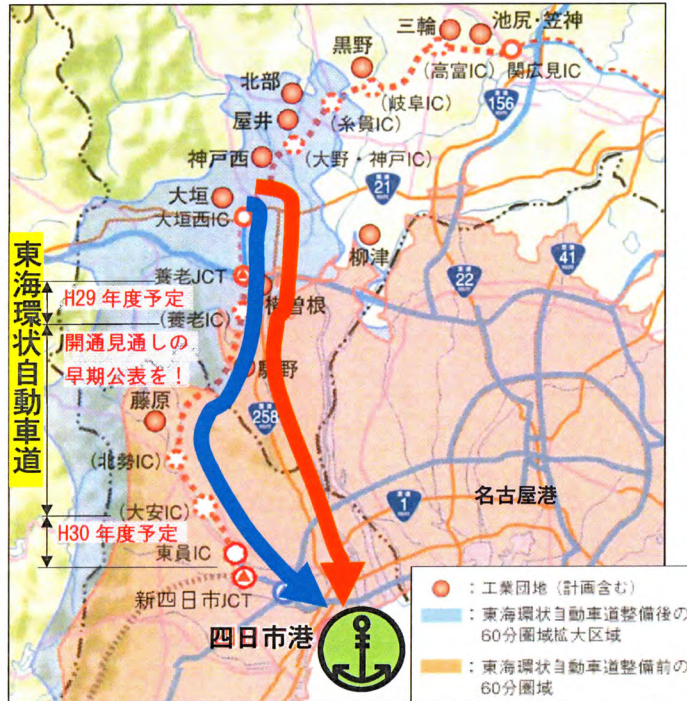 三輪
池尻・笠神
黒野
(高富IC)
関広見IC
北部
(岐阜IC)
156
(糸貫IC)
屋井
神戸西
(大野・神戸IC)
大垣
21
大垣西IC
柳津
41
東海環状自動車道
養老JCT
22
H29年度予定
(養老IC)
開通見通しの
早期公表を!
藤原
258
(北勢IC)
名古屋港
(大安IC)
1
H30年度予定
東員IC
新四日市JCT
四日市港
:工業団地(計画含む)
:東海環状自動車道整備後の
60分圏域拡大区域
:東海環状自動車道整備前の
60分圏域